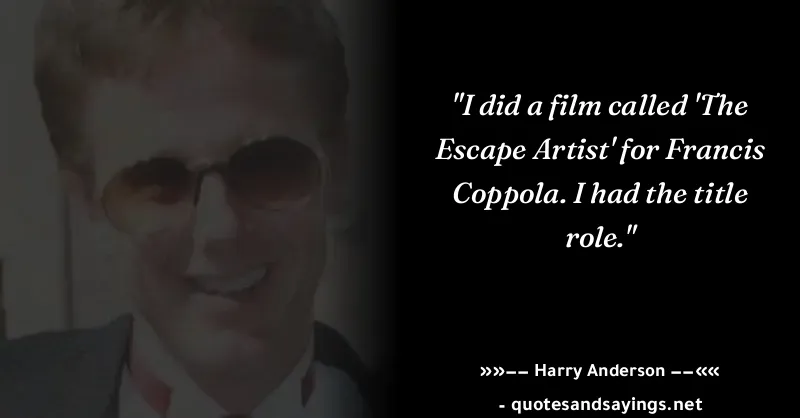 "I did a film called 'The
Escape Artist' for Francis
Coppola. I had the title
role."
»»−− Harry Anderson −−««
- quotesandsayings.net